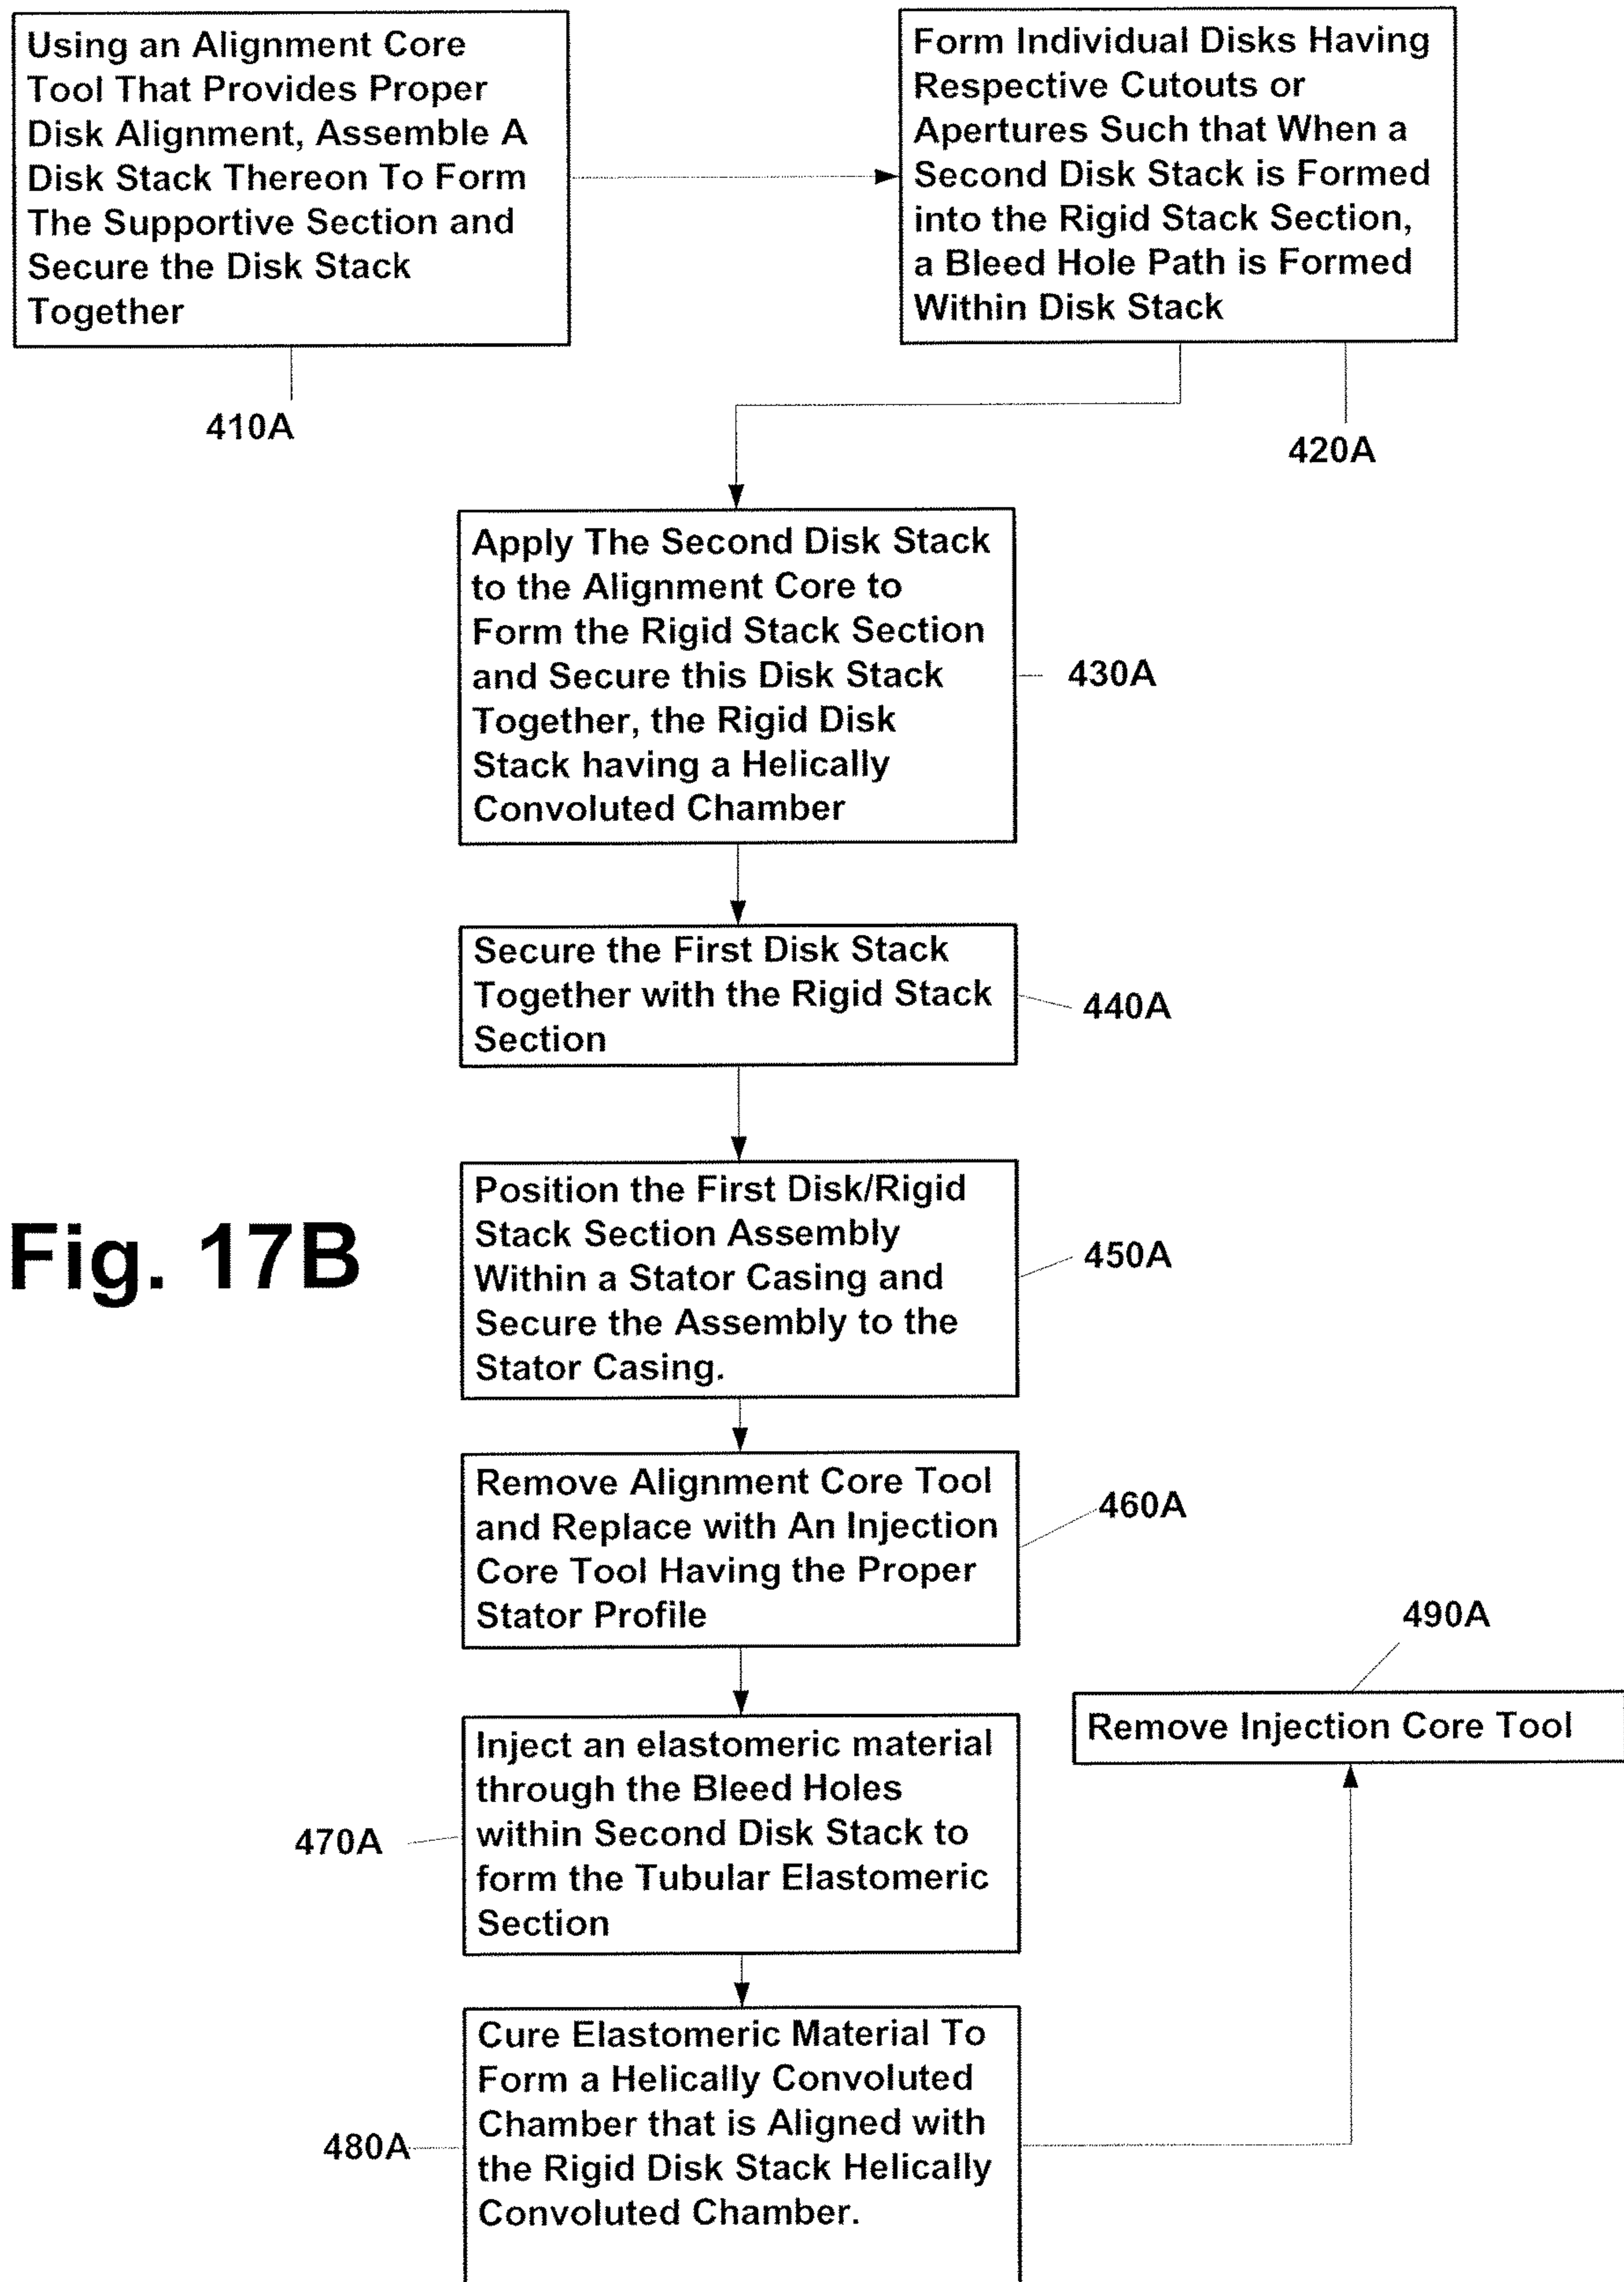 Using an Alignment Core
Tool That Provides Proper
Disk Alignment, Assemble A
Disk Stack Thereon To Form
The Supportive Section and
Secure the Disk Stack
Together
410A
Form Individual Disks Having
Respective Cutouts or
Apertures Such that When a
Second Disk Stack is Formed
into the Rigid Stack Section,
a Bleed Hole Path is Formed
Within Disk Stack
420A
Apply The Second Disk Stack
to the Alignment Core to
Form the Rigid Stack Section
and Secure this Disk Stack
Together, the Rigid Disk
Stack having a Helically
Convoluted Chamber
430A
Secure the First Disk Stack
Together with the Rigid Stack
Section
440A
Position the First Disk/Rigid
Stack Section Assembly
Within a Stator Casing and
Secure the Assembly to the
Stator Casing.
450A
Fig. 17B
Remove Alignment Core Tool
and Replace with An Injection
Core Tool Having the Proper
Stator Profile
460A
Inject an elastomeric material
through the Bleed Holes
within Second Disk Stack to
form the Tubular Elastomeric
Section
470A
Cure Elastomeric Material To
Form a Helically Convoluted
Chamber that is Aligned with
the Rigid Disk Stack Helically
Convoluted Chamber.
480A
490A
Remove Injection Core Tool